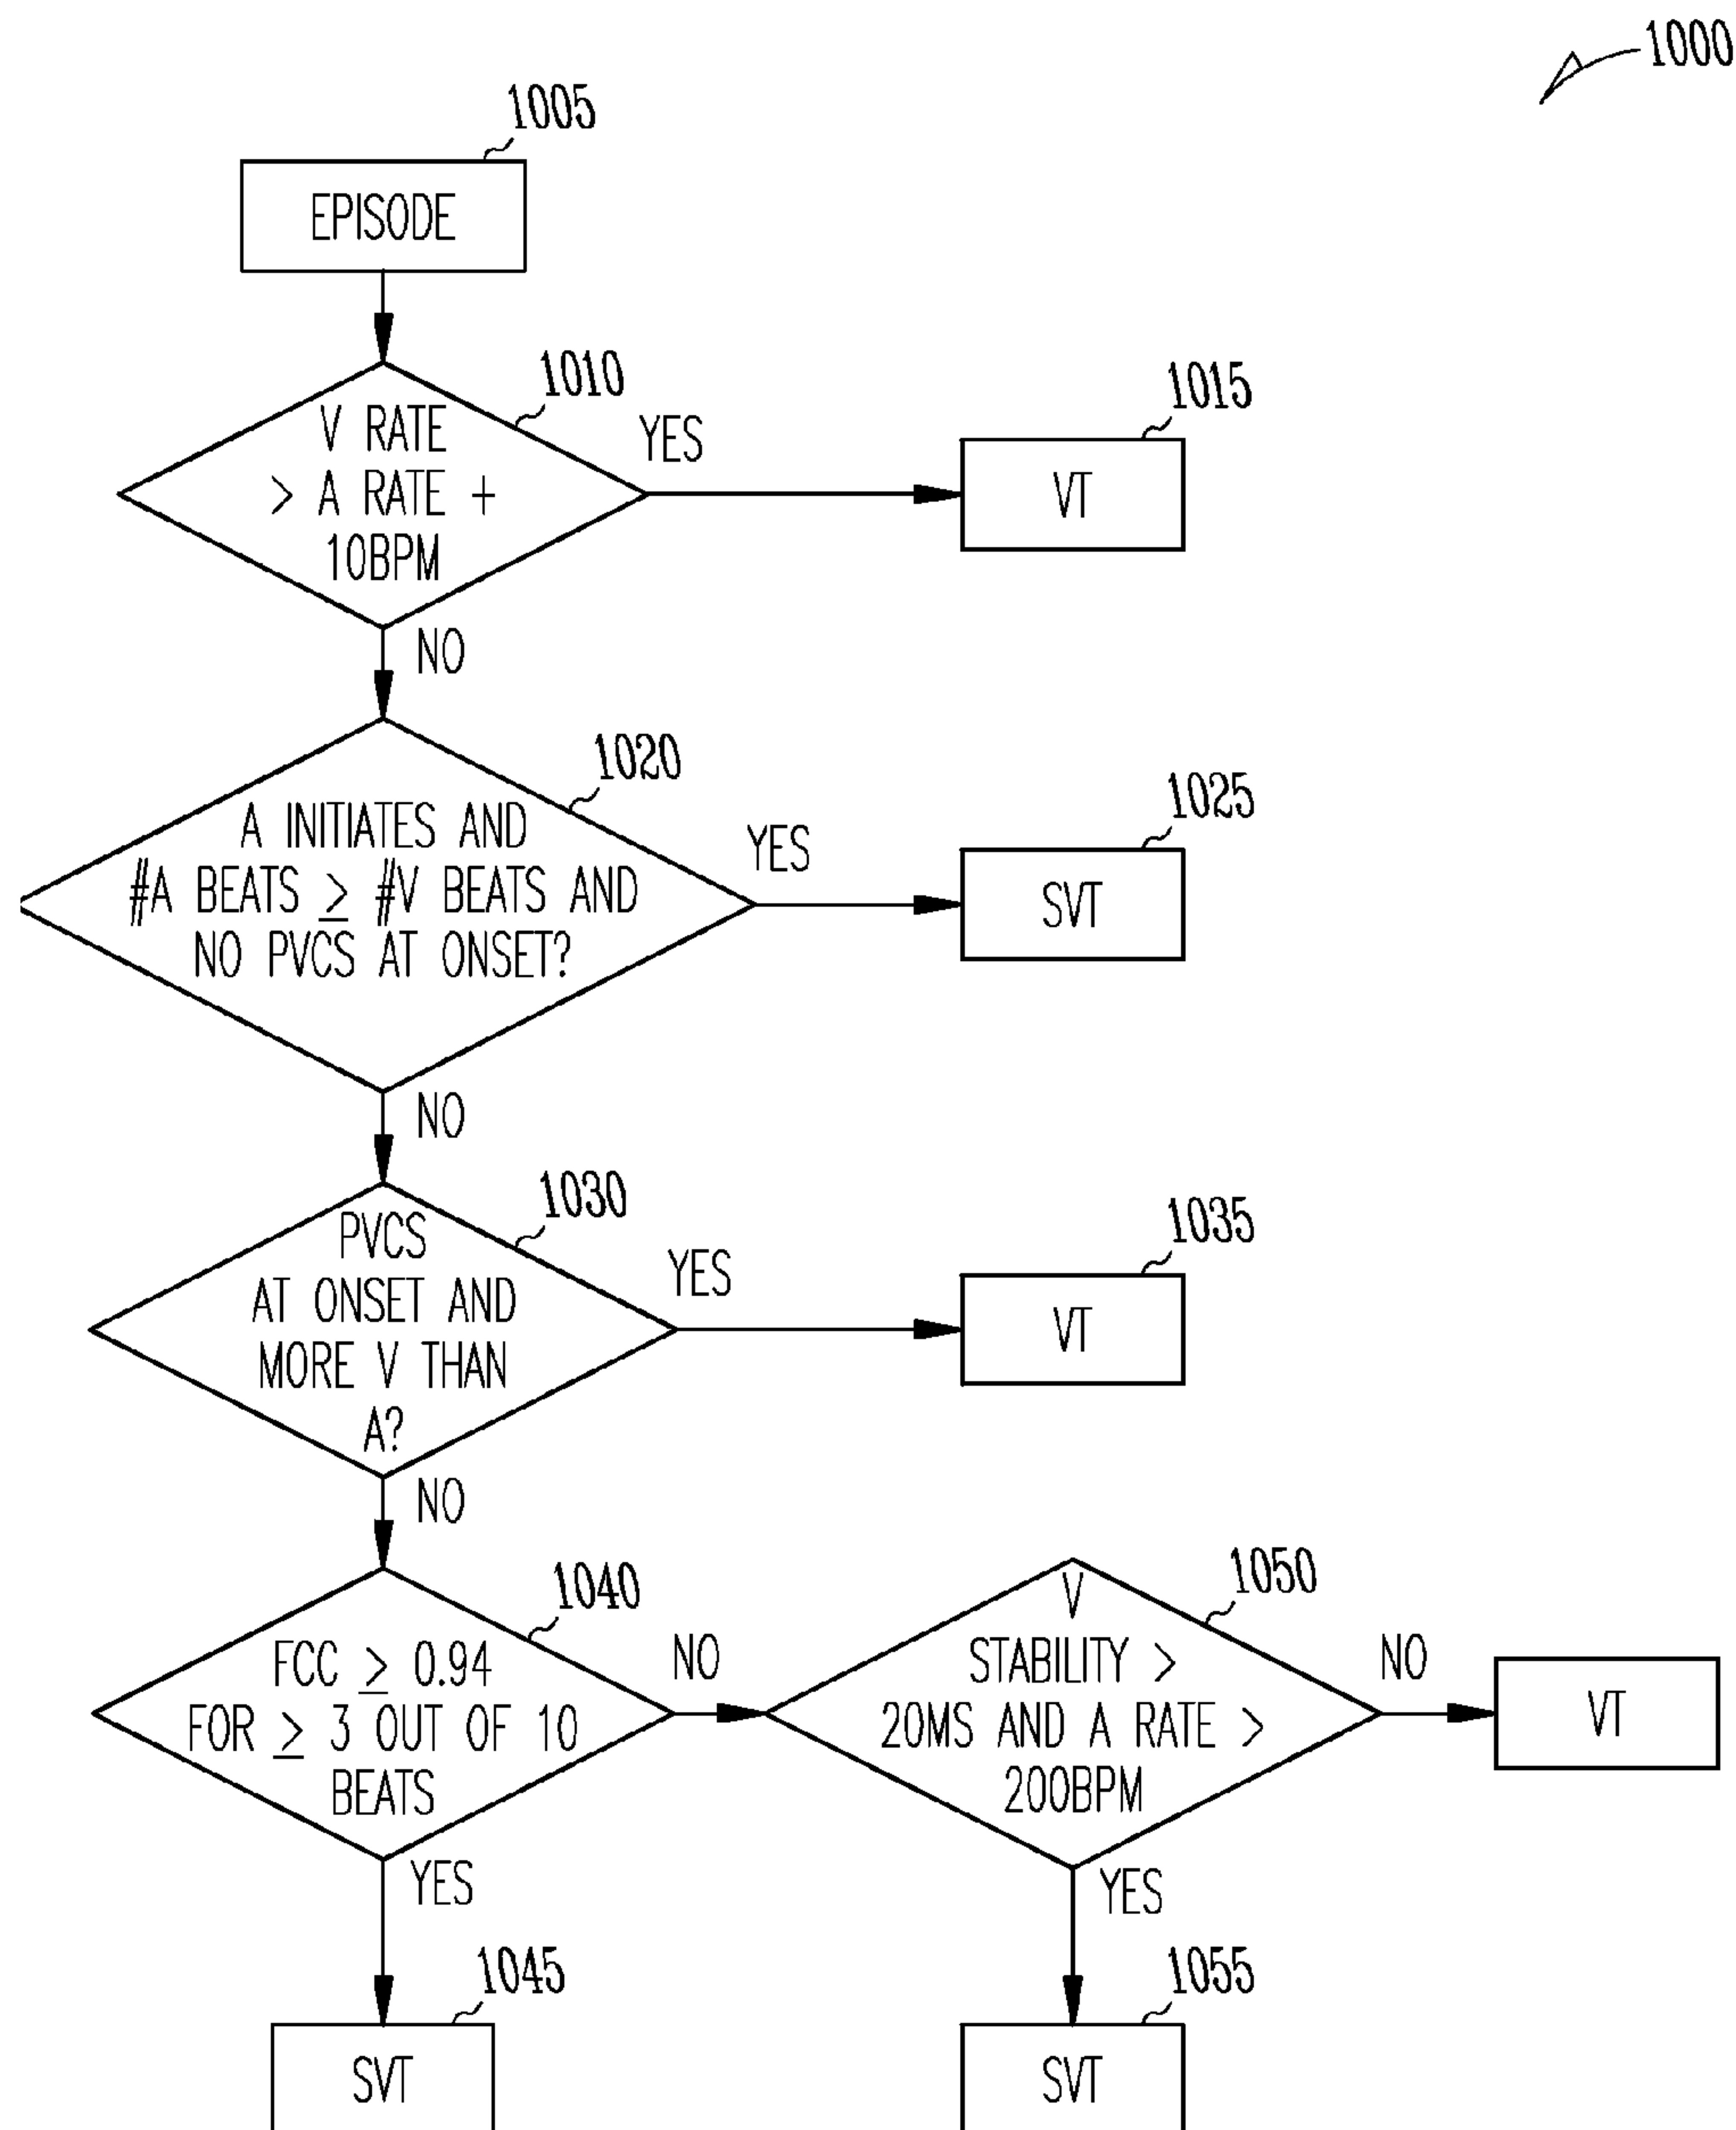 1000
1005
EPISODE
1010
V RATE
> A RATE +
10BPM
YES
1015
VT
NO
1020
A INITIATES AND
#A BEATS ≥ #V BEATS AND
NO PVCS AT ONSET?
YES
1025
SVT
NO
1030
PVCS
AT ONSET AND
MORE V THAN
A?
YES
1035
VT
NO
1040
FCC ≥ 0.94
FOR ≥ 3 OUT OF 10
BEATS
NO
1050
V
STABILITY >
20MS AND A RATE >
200BPM
NO
VT
YES
1045
SVT
YES
1055
SVT